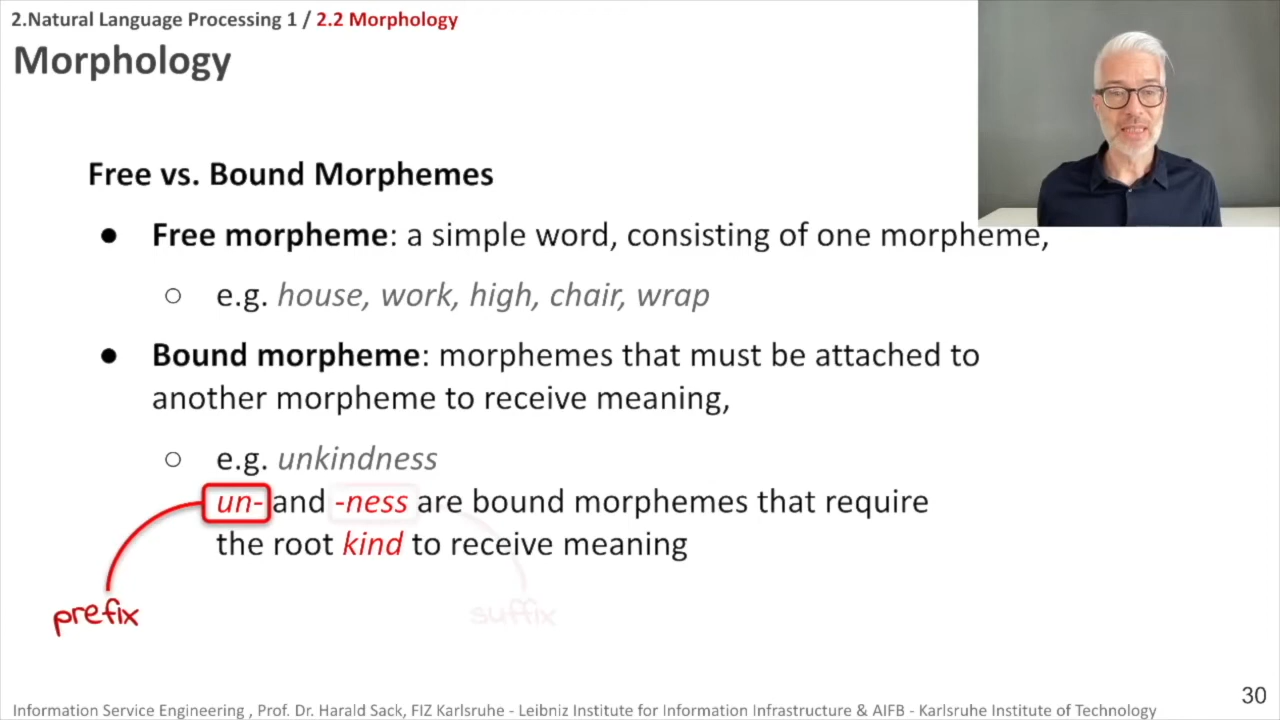 2.Natural Language Processing 1 / 2.2 Morphology
Morphology
Free vs. Bound Morphemes
● Free morpheme: a simple word, consisting of one morpheme,
○ e.g. house, work, high, chair, wrap
● Bound morpheme: morphemes that must be attached to
another morpheme to receive meaning,
○ e.g. unkindness
un- and -ness are bound morphemes that require
the root kind to receive meaning
prefix
suffix
30
Information Service Engineering , Prof. Dr. Harald Sack, FIZ Karlsruhe - Leibniz Institute for Information Infrastructure & AIFB - Karlsruhe Institute of Technology